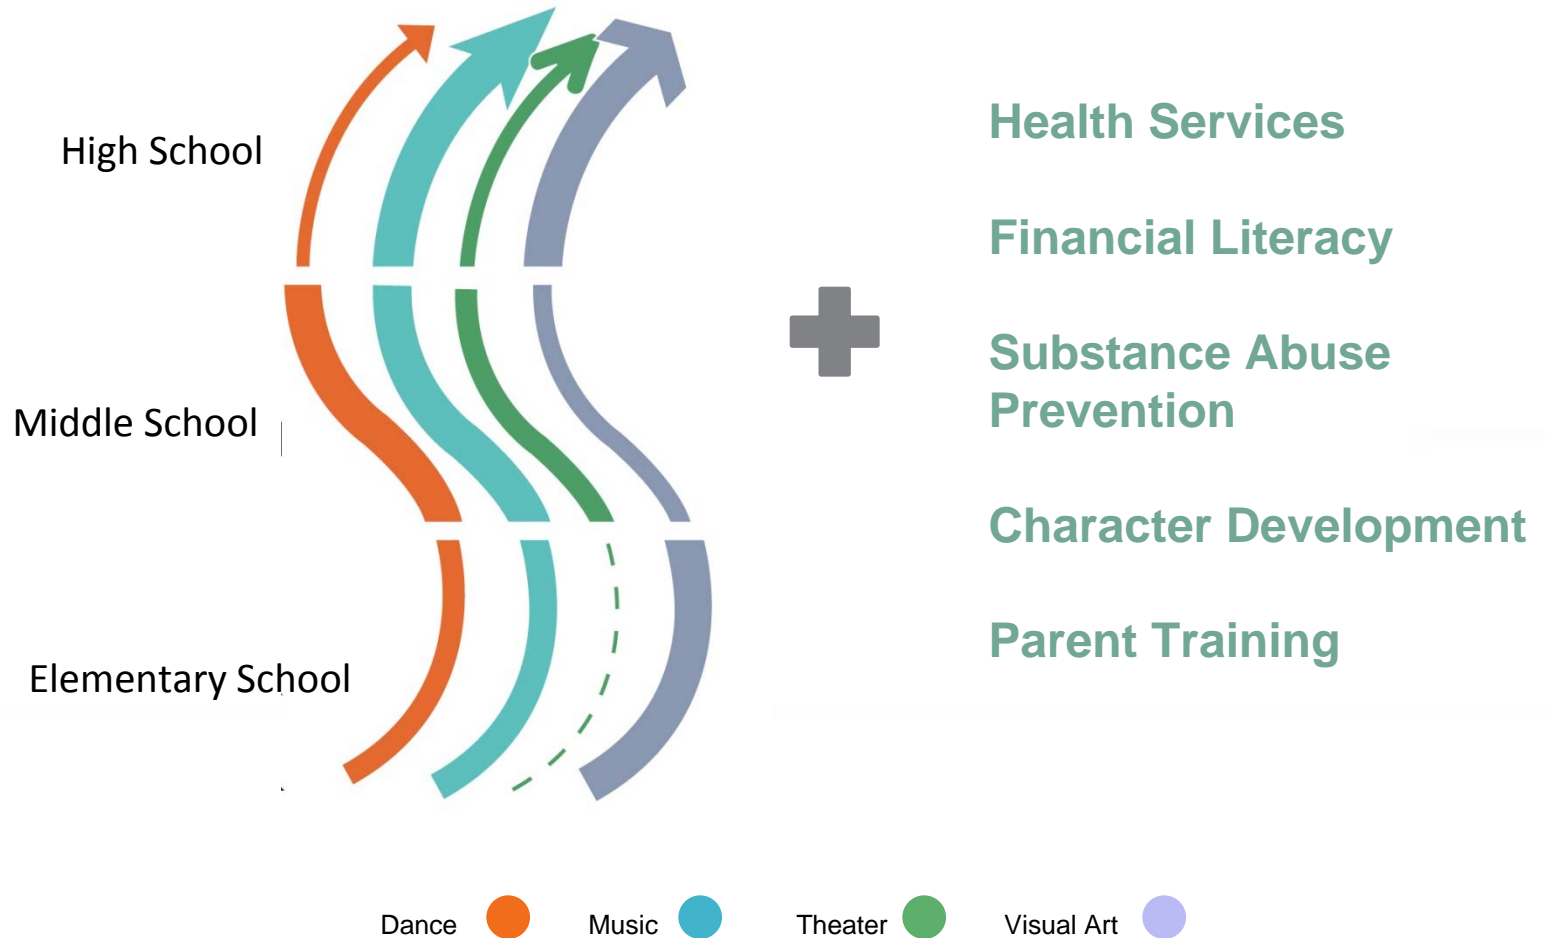 High School
Middle School
Elementary School
Health Services
Financial Literacy
Substance Abuse
Prevention
Character Development
Parent Training
Dance
Music
Theater
Visual Art